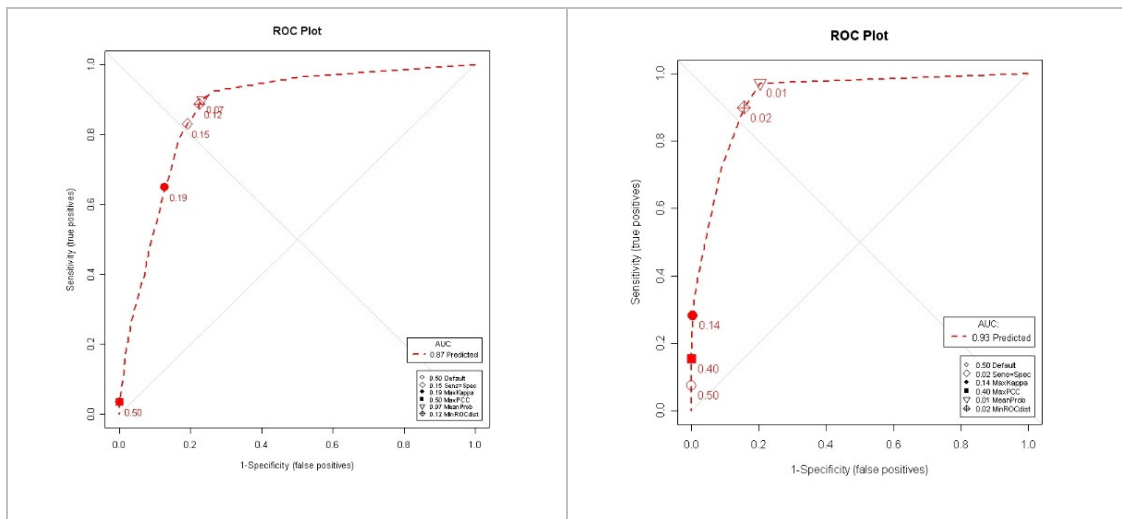 ROC Plot
1.0
0.8
0.6
0.4
0.2
0.0
Sensitivity (true positives)
0.07
0.12
0.15
0.19
0.50
AUC:
0.87 Predicted
0.50 Default
0.15 Sens=Spec
0.19 MaxKappa
0.50 MaxPCC
0.07 MeanProb
0.12 MinROCdist
0.0
0.2
0.4
0.6
0.8
1.0
1-Specificity (false positives)
ROC Plot
1.0
0.8
0.6
0.4
0.2
0.0
Sensitivity (true positives)
0.01
0.02
0.14
0.40
0.50
AUC:
0.93 Predicted
0.50 Default
0.02 Sens=Spec
0.14 MaxKappa
0.40 MaxPCC
0.01 MeanProb
0.02 MinROCdist
0.0
0.2
0.4
0.6
0.8
1.0
1-Specificity (false positives)